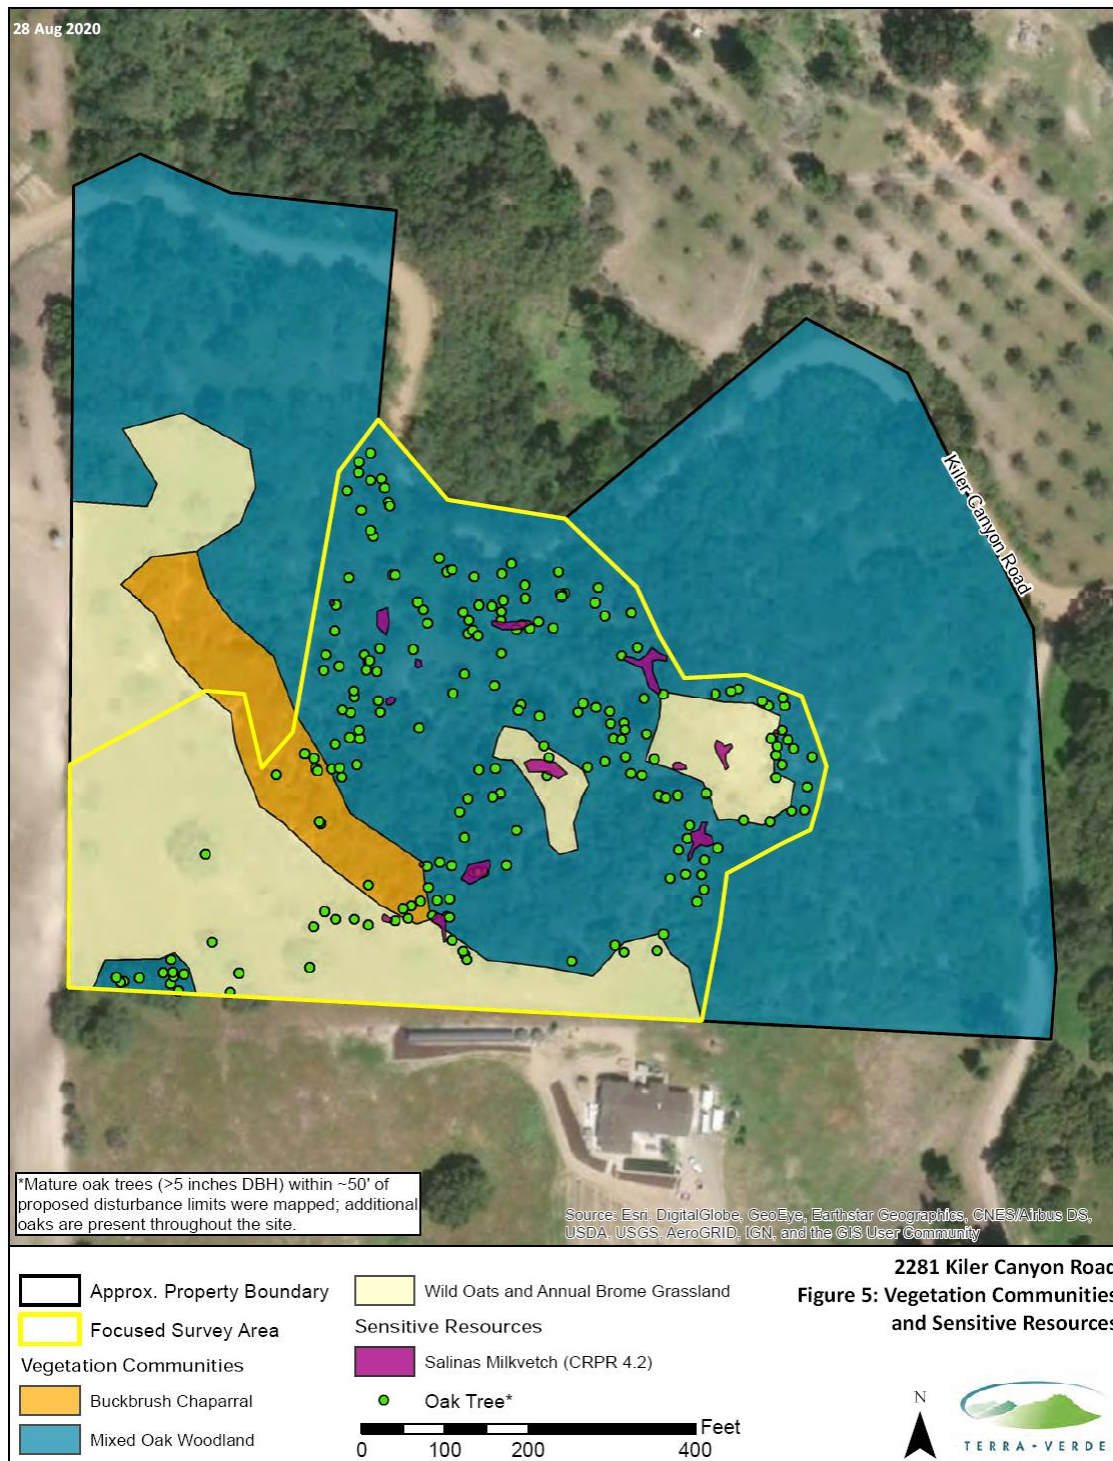 28 Aug 2020
Kiler Canyon Road
*Mature oak trees (>5 inches DBH) within ~50' of
proposed disturbance limits were mapped; additional
oaks are present throughout the site.
Source: Esri, DigitalGlobe, GeoEye, Earthstar Geographics, CNES/Airbus DS,
USDA, USGS, AeroGRID, IGN, and the GIS User Community
Approx. Property Boundary
Focused Survey Area
Vegetation Communities
Buckbrush Chaparral
Mixed Oak Woodland
Wild Oats and Annual Brome Grassland
Sensitive Resources
Salinas Milkvetch (CRPR 4.2)
Oak Tree*
Feet
0 100 200 400
2281 Kiler Canyon Road
Figure 5: Vegetation Communities
and Sensitive Resources
N
TERRA-VERDE